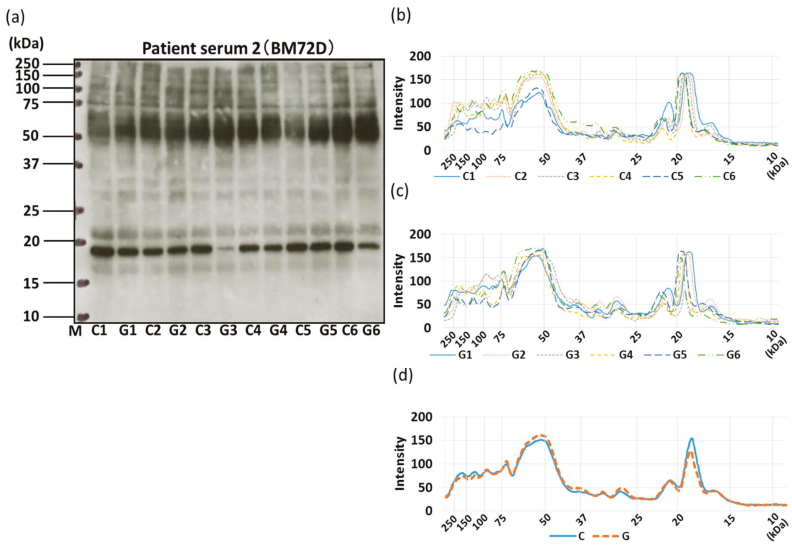 (a)
(kDa)
Patient serum 2 (BM72D)
250
150
100
75
50
37
25
20
15
10
M C1 G1 C2 G2 C3 G3 C4 G4 C5 G5 C6 G6
(b)
Intensity
200
150
100
50
0
250 150 100 75 50 37 25 20 15 10 (kDa)
C1 C2 C3 C4 C5 C6
(c)
Intensity
200
150
100
50
0
250 150 100 75 50 37 25 20 15 10 (kDa)
G1 G2 G3 G4 G5 G6
(d)
Intensity
200
150
100
50
0
250 150 100 75 50 37 25 20 15 10 (kDa)
C G